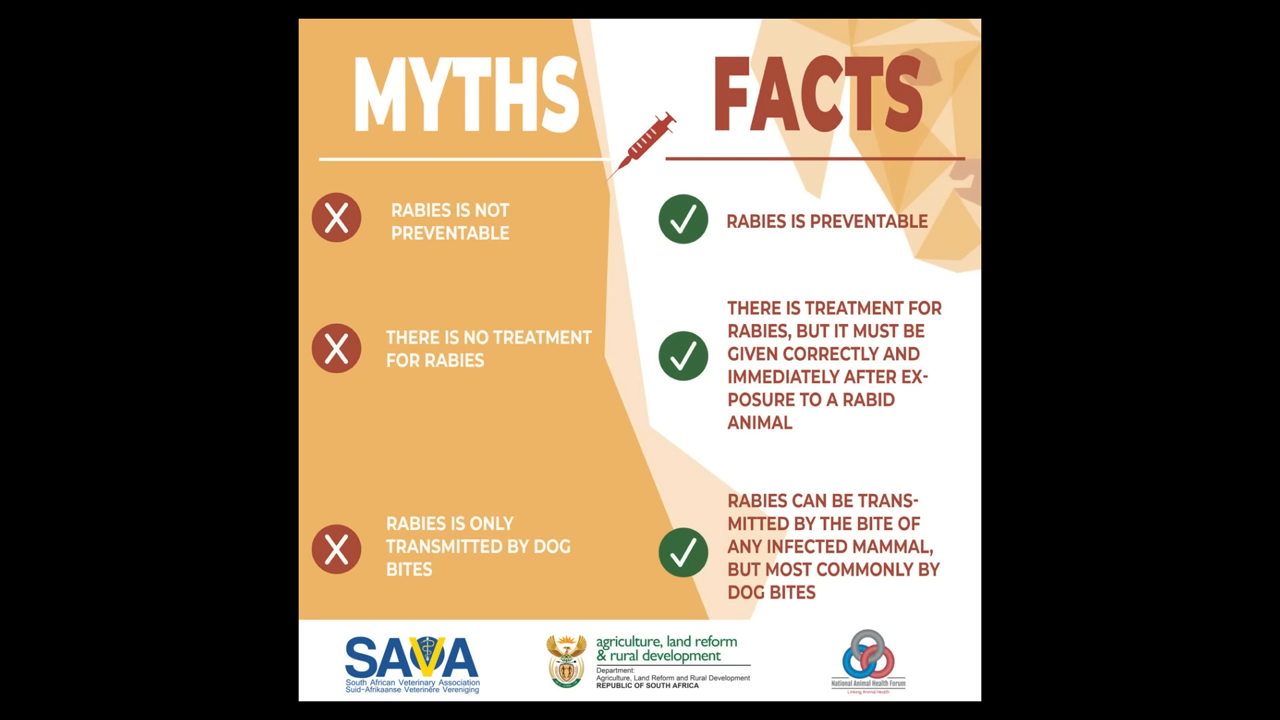 MYTHS
RABIES IS NOT
PREVENTABLE
THERE IS NO TREATMENT
FOR RABIES
RABIES IS ONLY
TRANSMITTED BY DOG
BITES
FACTS
RABIES IS PREVENTABLE
THERE IS TREATMENT FOR
RABIES, BUT IT MUST BE
GIVEN CORRECTLY AND
IMMEDIATELY AFTER EX-
POSURE TO A RABID
ANIMAL
RABIES CAN BE TRANS-
MITTED BY THE BITE OF
ANY INFECTED MAMMAL,
BUT MOST COMMONLY BY
DOG BITES
SAVA
South African Veterinary Association
Suid-Afrikaanse Veterinêre Vereniging
agriculture, land reform
& rural development
Department:
Agriculture, Land Reform and Rural Development
REPUBLIC OF SOUTH AFRICA
National Animal Health Forum
Linking Animal Health